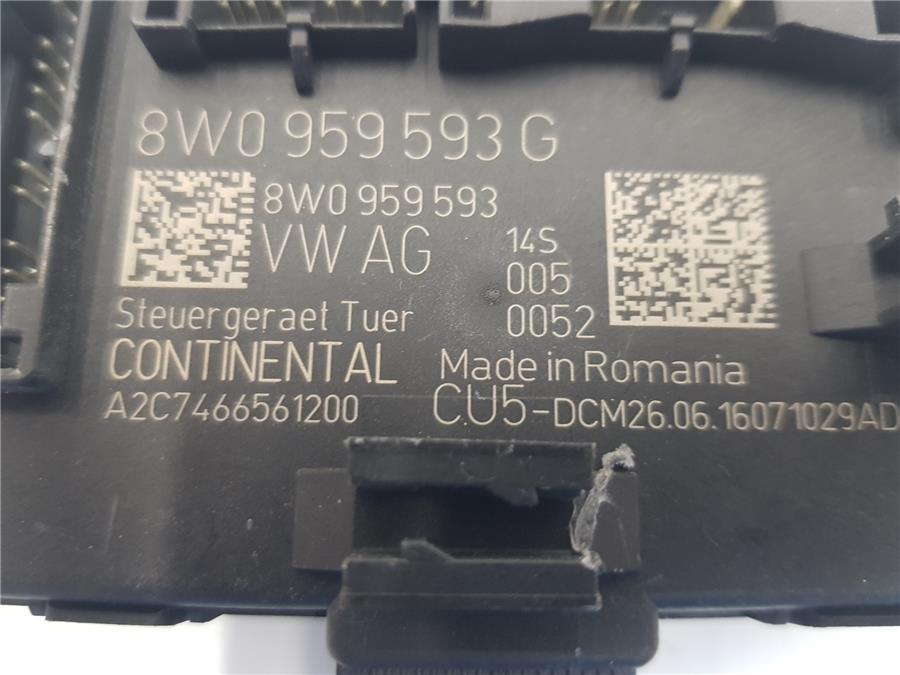 8W0 959 593 G
8W0 959 593
VW AG
14S
005
0052
Steuergeraet Tuer
CONTINENTAL
Made in Romania
A2C7466561200
CU5-DCM26.06.16071029AD